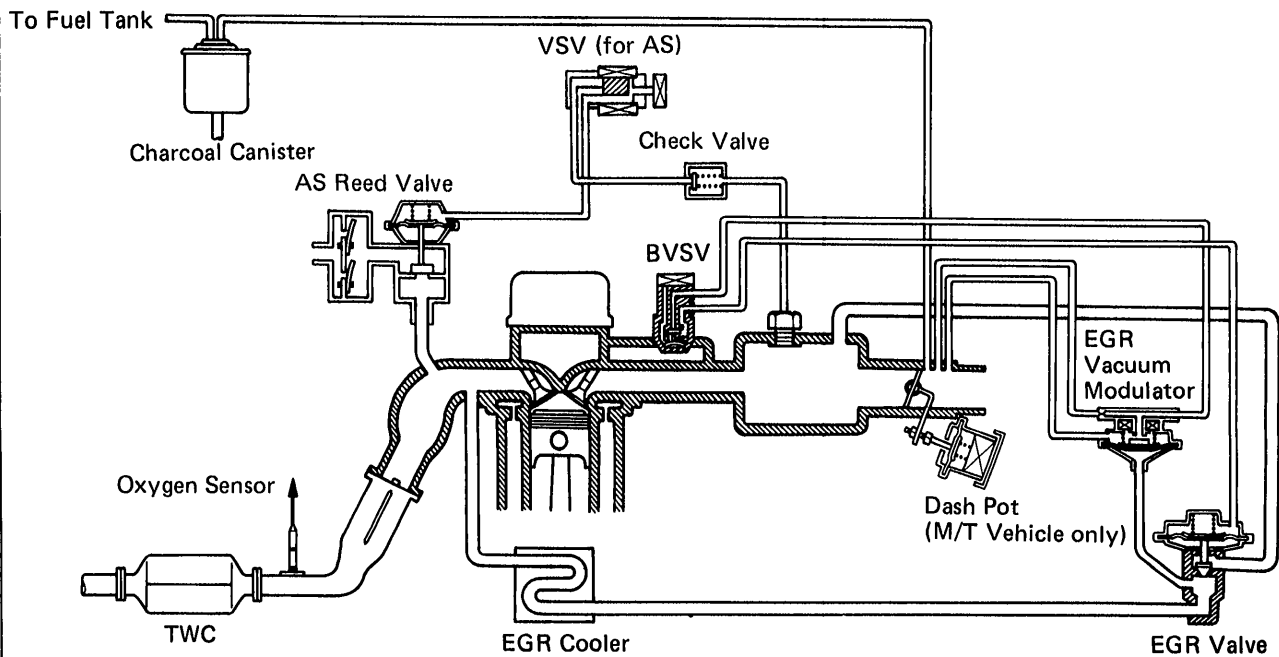 To Fuel Tank
VSV (for AS)
Charcoal Canister
Check Valve
AS Reed Valve
BVSV
EGR
Vacuum
Modulator
Oxygen Sensor
Dash Pot
(M/T Vehicle only)
TWC
EGR Cooler
EGR Valve